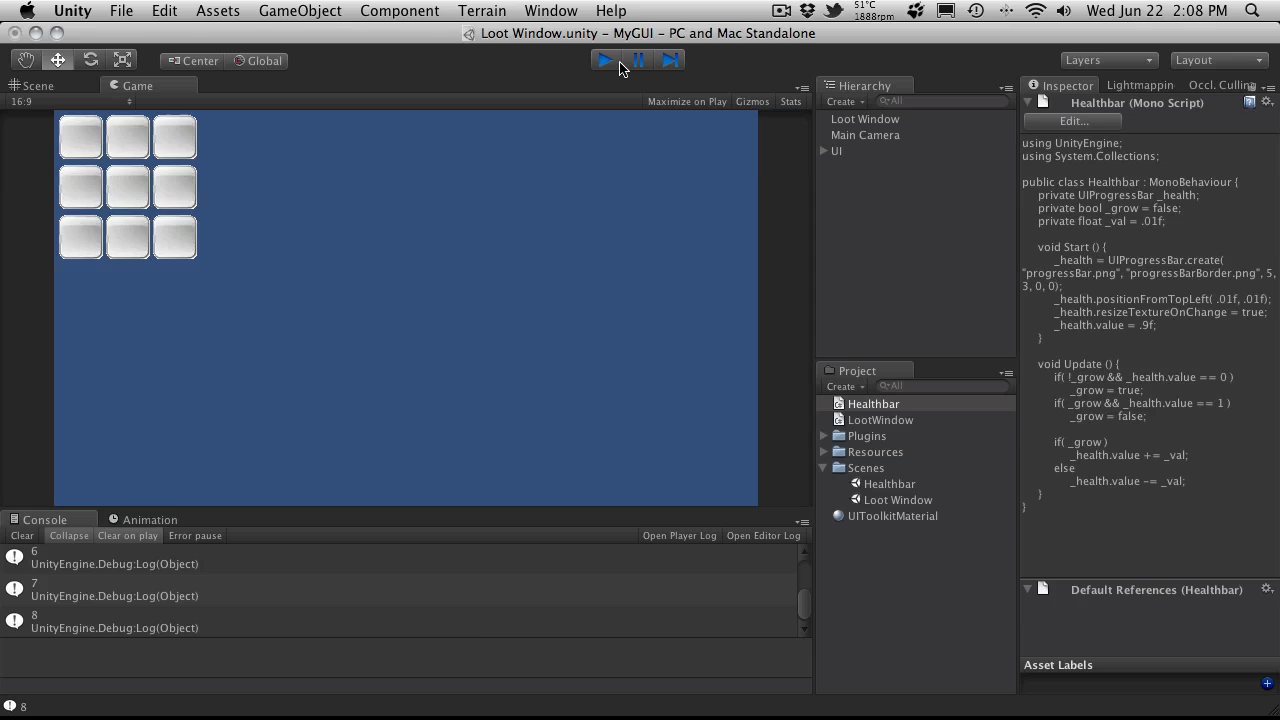 Unity File Edit Assets GameObject Component Terrain Window Help 51°C 1888rpm Wed Jun 22 2:08 PM
Loot Window.unity - MyGUI - PC and Mac Standalone
Center Global Layers Layout
Scene Game
16:9 Maximize on Play Gizmos Stats
Hierarchy
Create All
Loot Window
Main Camera
UI
Project
Create All
Healthbar
LootWindow
Plugins
Resources
Scenes
Healthbar
Loot Window
UIToolkitMaterial
Inspector Lightmappin Occl. Cullin
Healthbar (Mono Script)
Edit...
using UnityEngine;
using System.Collections;
public class Healthbar : MonoBehaviour {
private UIProgressBar _health;
private bool _grow = false;
private float _val = .01f;
void Start () {
_health = UIProgressBar.create(
"progressBar.png", "progressBarBorder.png", 5,
3, 0, 0);
_health.positionFromTopLeft( .01f, .01f);
_health.resizeTextureOnChange = true;
_health.value = .9f;
}
void Update () {
if( !_grow && _health.value == 0 )
_grow = true;
if( _grow && _health.value == 1 )
_grow = false;
if( _grow )
_health.value += _val;
else
_health.value -= _val;
}
}
Default References (Healthbar)
Asset Labels
Console Animation
Clear Collapse Clear on play Error pause Open Player Log Open Editor Log
6
UnityEngine.Debug:Log(Object)
7
UnityEngine.Debug:Log(Object)
8
UnityEngine.Debug:Log(Object)
8